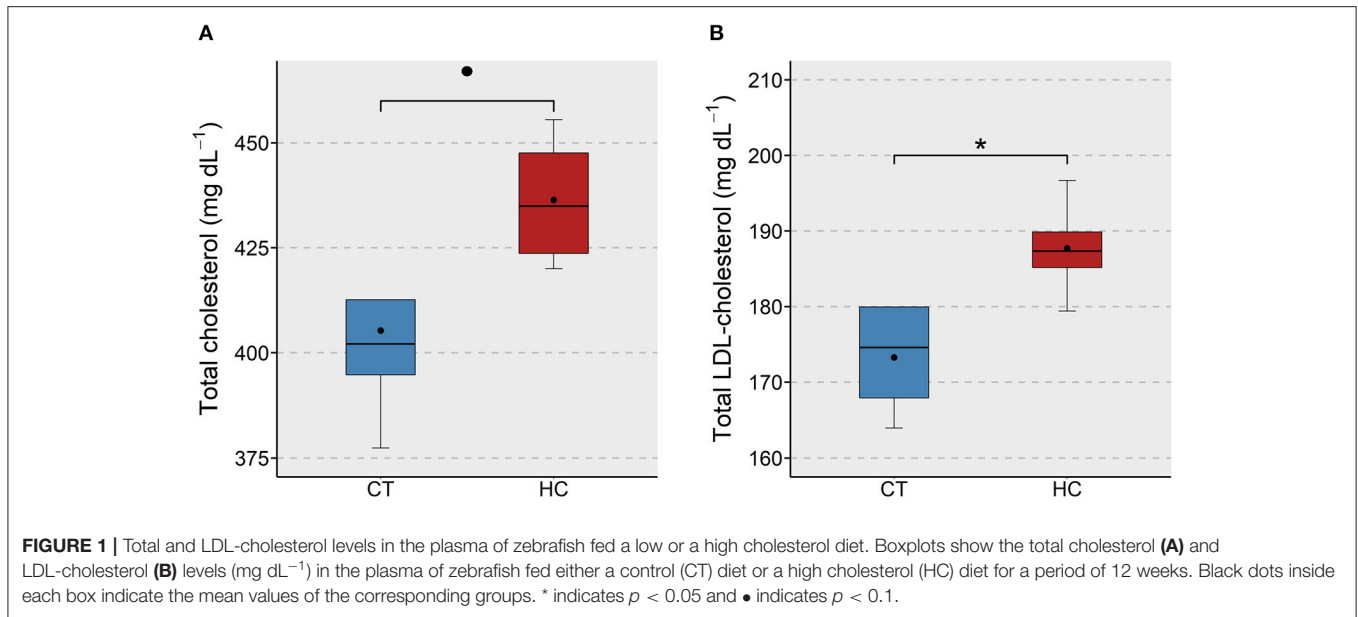 A
B
Total cholesterol (mg dL−1)
450
425
400
375
CT
HC
●
Total LDL-cholesterol (mg dL−1)
210
200
190
180
170
160
CT
HC
*
FIGURE 1 | Total and LDL-cholesterol levels in the plasma of zebrafish fed a low or a high cholesterol diet. Boxplots show the total cholesterol (A) and
LDL-cholesterol (B) levels (mg dL−1) in the plasma of zebrafish fed either a control (CT) diet or a high cholesterol (HC) diet for a period of 12 weeks. Black dots inside
each box indicate the mean values of the corresponding groups. * indicates p < 0.05 and ● indicates p < 0.1.